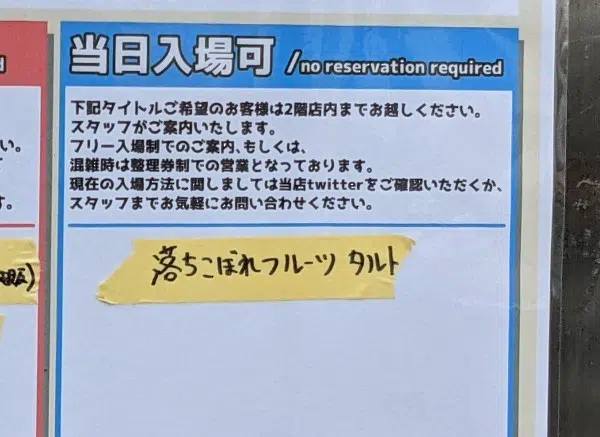 当日入場可 /no reservation required
下記タイトルご希望のお客様は2階店内までお越しください。
スタッフがご案内いたします。
フリー入場制でのご案内、もしくは、
混雑時は整理券制での営業となっております。
現在の入場方法に関しましては当店twitterをご確認いただくか、
スタッフまでお気軽にお問い合わせください。
落ちこぼれフルーツタルト